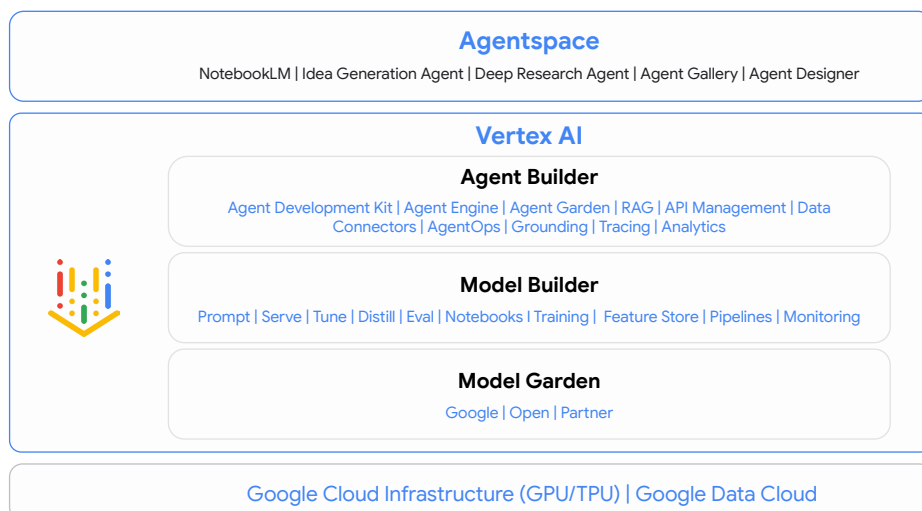 Agentspace
NotebookLM | Idea Generation Agent | Deep Research Agent | Agent Gallery | Agent Designer
Vertex AI
Agent Builder
Agent Development Kit | Agent Engine | Agent Garden | RAG | API Management | Data
Connectors | AgentOps | Grounding | Tracing | Analytics
Model Builder
Prompt | Serve | Tune | Distill | Eval | Notebooks I Training | Feature Store | Pipelines | Monitoring
Model Garden
Google | Open | Partner
Google Cloud Infrastructure (GPU/TPU) | Google Data Cloud